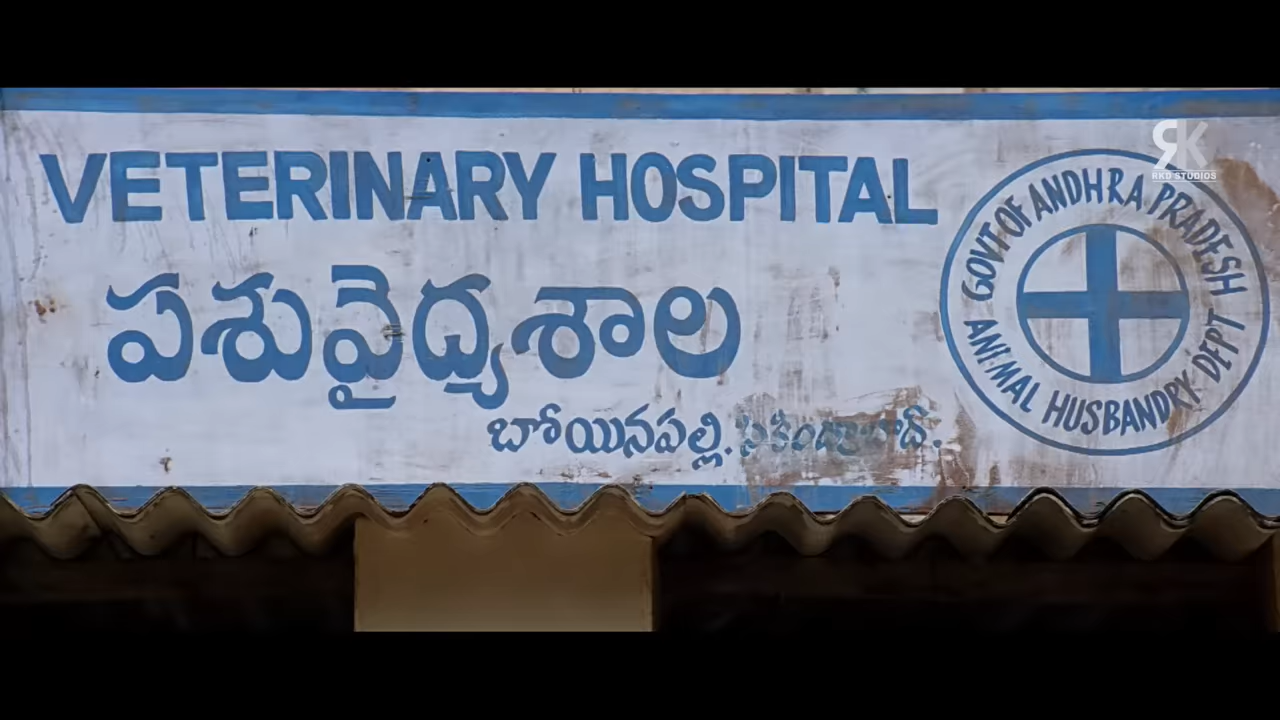 VETERINARY HOSPITAL
పశువైద్యశాల
బోయినపల్లి. సికింద్రాబాద్.
GOVT OF ANDHRA PRADESH
ANIMAL HUSBANDRY DEPT
RK
RKD STUDIOS